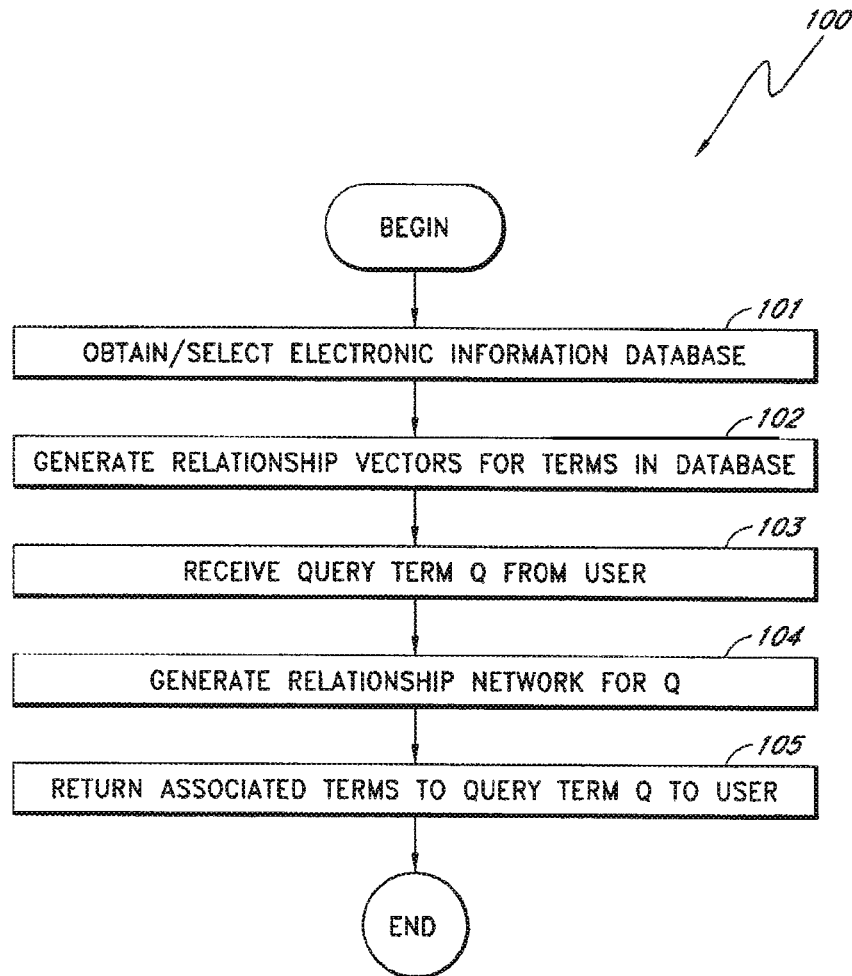 100
BEGIN
101
OBTAIN/SELECT ELECTRONIC INFORMATION DATABASE
102
GENERATE RELATIONSHIP VECTORS FOR TERMS IN DATABASE
103
RECEIVE QUERY TERM Q FROM USER
104
GENERATE RELATIONSHIP NETWORK FOR Q
105
RETURN ASSOCIATED TERMS TO QUERY TERM Q TO USER
END